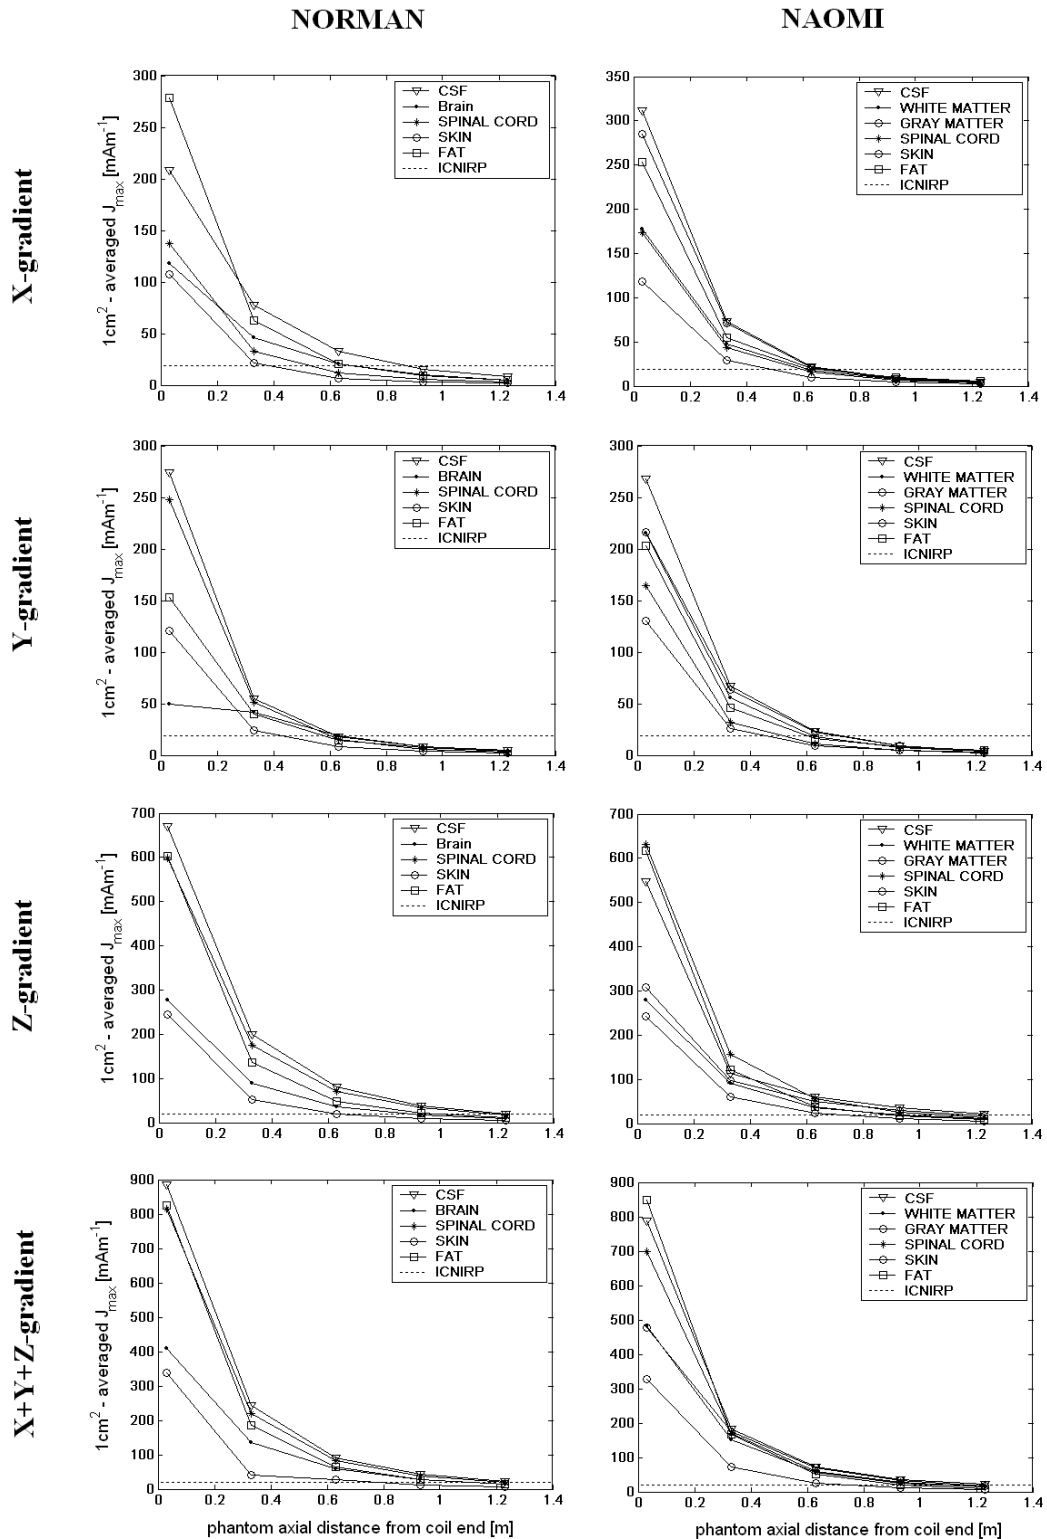 NORMAN
NAOMI
X-gradient
1cm2 - averaged Jmax [mAm-1]
300
250
200
150
100
50
0
0 0.2 0.4 0.6 0.8 1 1.2 1.4
CSF
Brain
SPINAL CORD
SKIN
FAT
ICNIRP
350
300
250
200
150
100
50
0
0 0.2 0.4 0.6 0.8 1 1.2 1.4
CSF
WHITE MATTER
GRAY MATTER
SPINAL CORD
SKIN
FAT
ICNIRP
Y-gradient
1cm2 - averaged Jmax [mAm-1]
300
250
200
150
100
50
0
0 0.2 0.4 0.6 0.8 1 1.2 1.4
CSF
BRAIN
SPINAL CORD
SKIN
FAT
ICNIRP
300
250
200
150
100
50
0
0 0.2 0.4 0.6 0.8 1 1.2 1.4
CSF
WHITE MATTER
GRAY MATTER
SPINAL CORD
SKIN
FAT
ICNIRP
Z-gradient
1cm2 - averaged Jmax [mAm-1]
700
600
500
400
300
200
100
0
0 0.2 0.4 0.6 0.8 1 1.2 1.4
CSF
Brain
SPINAL CORD
SKIN
FAT
ICNIRP
700
600
500
400
300
200
100
0
0 0.2 0.4 0.6 0.8 1 1.2 1.4
CSF
WHITE MATTER
GRAY MATTER
SPINAL CORD
SKIN
FAT
ICNIRP
X+Y+Z-gradient
1cm2 - averaged Jmax [mAm-1]
900
800
700
600
500
400
300
200
100
0
0 0.2 0.4 0.6 0.8 1 1.2 1.4
phantom axial distance from coil end [m]
CSF
BRAIN
SPINAL CORD
SKIN
FAT
ICNIRP
900
800
700
600
500
400
300
200
100
0
0 0.2 0.4 0.6 0.8 1 1.2 1.4
phantom axial distance from coil end [m]
CSF
WHITE MATTER
GRAY MATTER
SPINAL CORD
SKIN
FAT
ICNIRP